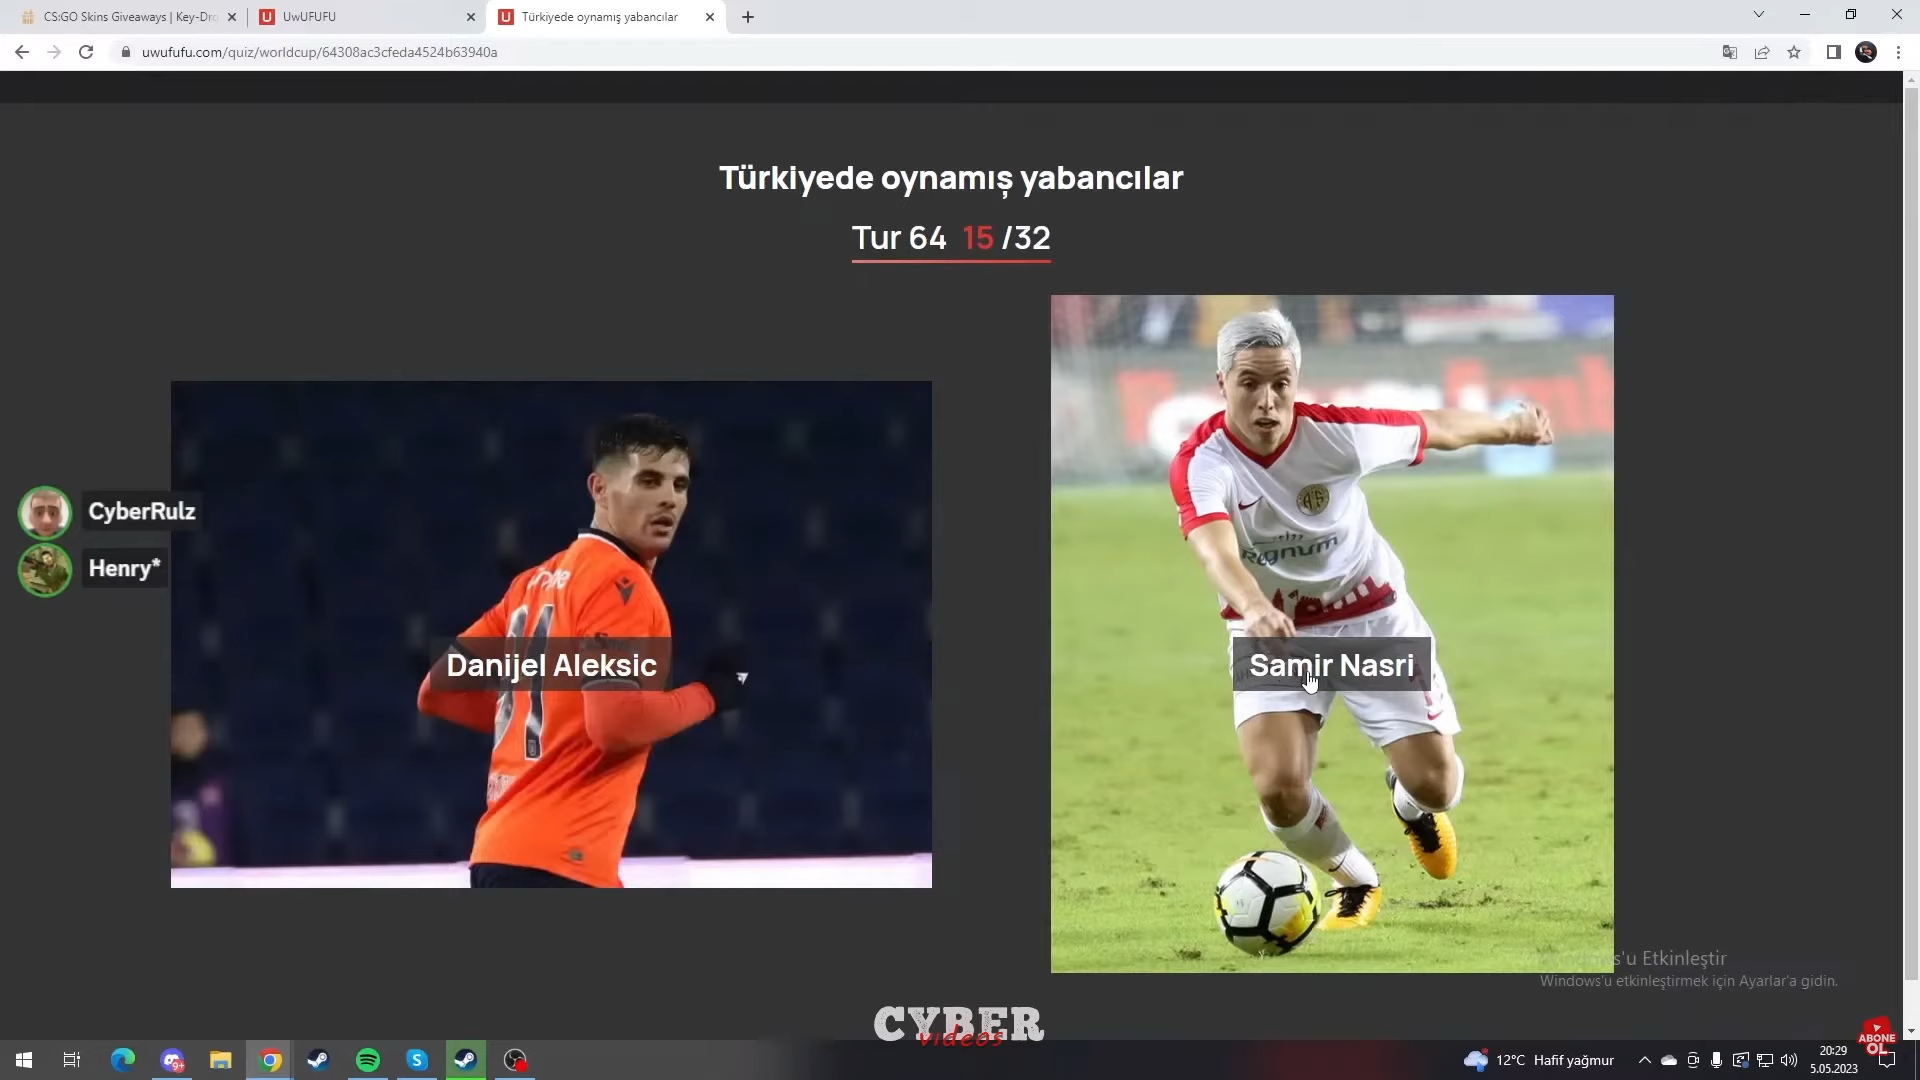 CS:GO Skins Giveaways | Key-Dro
UwUFUFU
Türkiyede oynamış yabancılar
uwufufu.com/quiz/worldcup/64308ac3cfeda4524b63940a
Türkiyede oynamış yabancılar
Tur 64 15 /32
CyberRulz
Henry*
Regnum
Danijel Aleksic
Samir Nasri
s'u Etkinleştir
Windows'u etkinleştirmek için Ayarlar'a gidin.
CYBER
videos
ABONE
OL
9+
12°C Hafif yağmur
20:29
5.05.2023